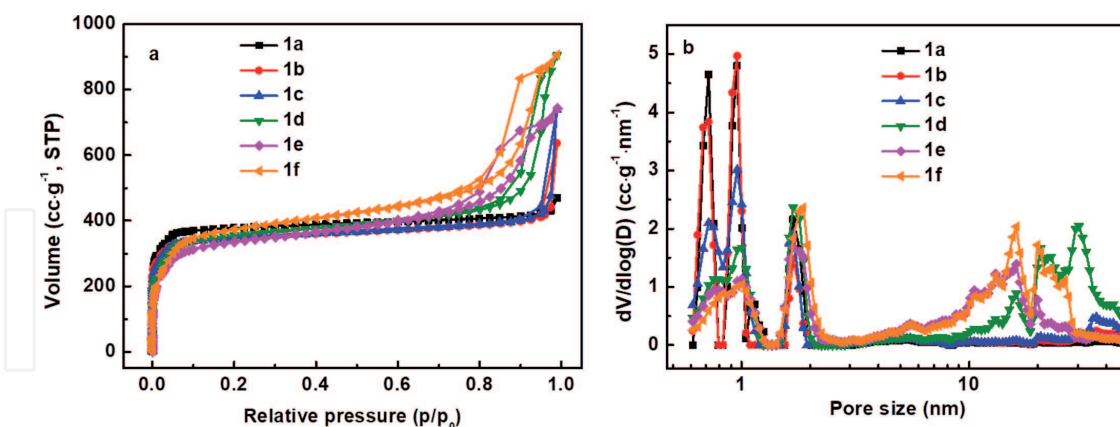 a
1a
1b
1c
1d
1e
1f
1000
800
600
400
200
0
Volume (cc·g⁻¹, STP)
0.0 0.2 0.4 0.6 0.8 1.0
Relative pressure (p/p₀)
b
1a
1b
1c
1d
1e
1f
5
4
3
2
1
0
dV/dlog(D) (cc·g⁻¹·nm⁻¹)
1 10
Pore size (nm)